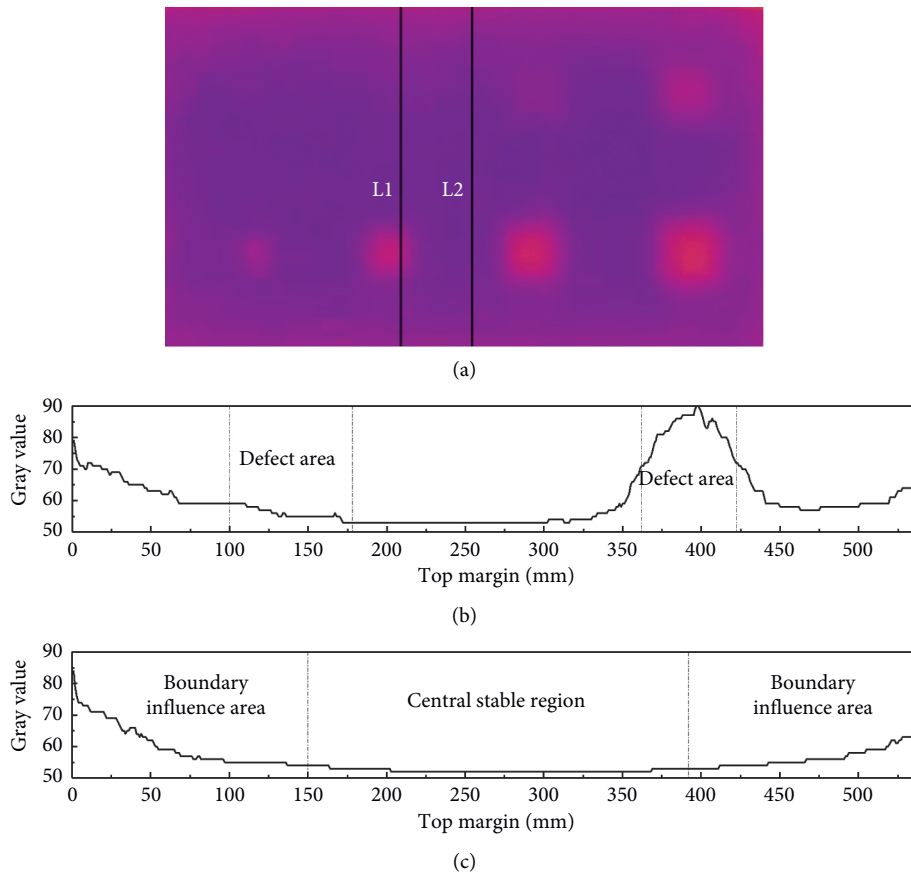 L1 L2
(a)
90
80
70
60
50
Gray value
Defect area
Defect area
0 50 100 150 200 250 300 350 400 450 500
Top margin (mm)
(b)
90
80
70
60
50
Gray value
Boundary
influence area
Central stable region
Boundary
influence area
0 50 100 150 200 250 300 350 400 450 500
Top margin (mm)
(c)